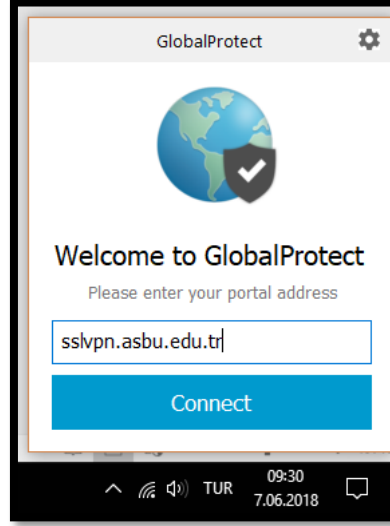 GlobalProtect
Welcome to GlobalProtect
Please enter your portal address
sslvpn.asbu.edu.tr
Connect
TUR
09:30
7.06.2018